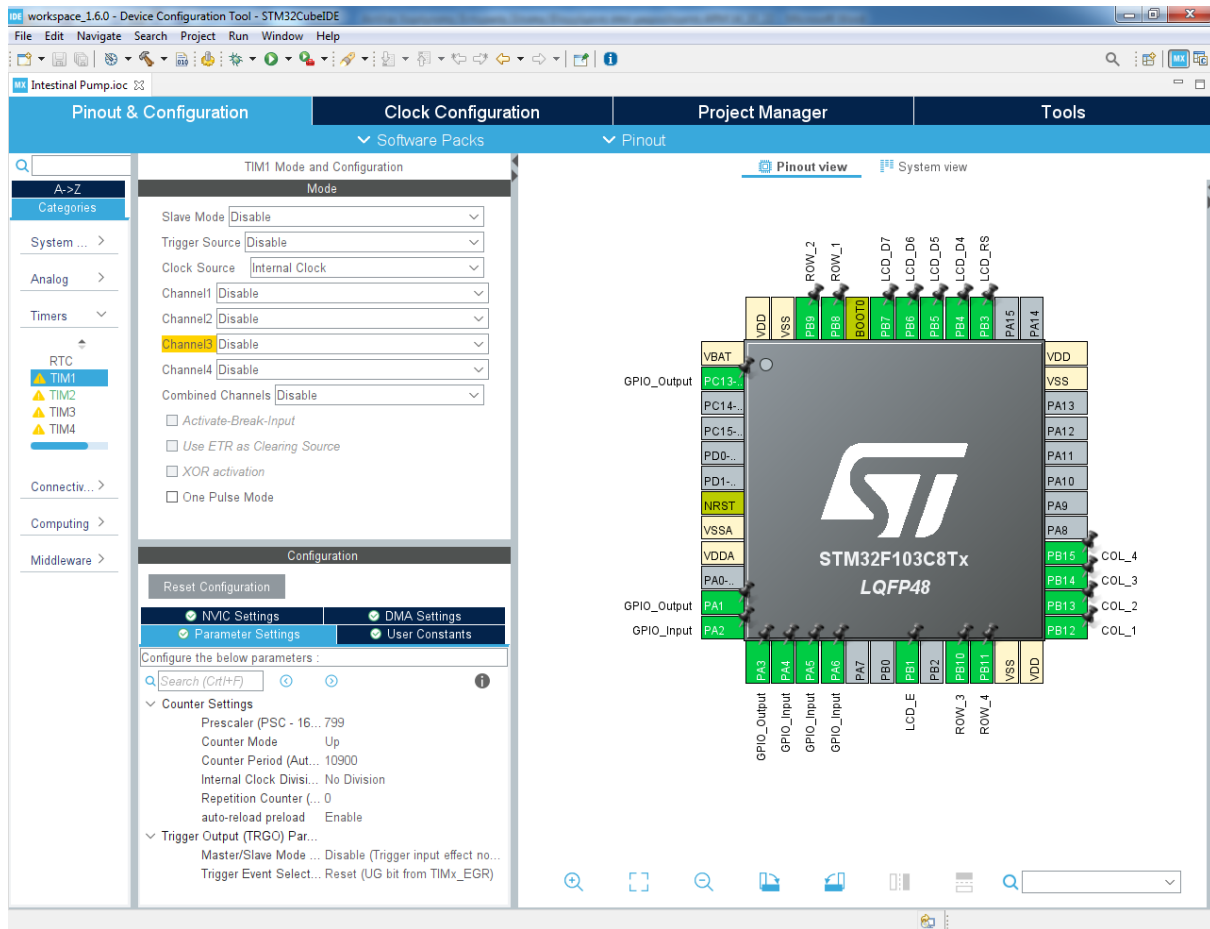 workspace_1.6.0 - Device Configuration Tool - STM32CubeIDE
File Edit Navigate Search Project Run Window Help
MX Intestinal Pump.ioc
Pinout & Configuration
Clock Configuration
Project Manager
Tools
Software Packs
Pinout
TIM1 Mode and Configuration
Mode
A->Z
Categories
System ...
Analog
Timers
RTC
TIM1
TIM2
TIM3
TIM4
Connectiv...
Computing
Middleware
Slave Mode Disable
Trigger Source Disable
Clock Source Internal Clock
Channel1 Disable
Channel2 Disable
Channel3 Disable
Channel4 Disable
Combined Channels Disable
Activate-Break-Input
Use ETR as Clearing Source
XOR activation
One Pulse Mode
Configuration
Reset Configuration
NVIC Settings
DMA Settings
Parameter Settings
User Constants
Configure the below parameters :
Search (Crtl+F)
Counter Settings
Prescaler (PSC - 16... 799
Counter Mode Up
Counter Period (Aut... 10900
Internal Clock Divisi... No Division
Repetition Counter (... 0
auto-reload preload Enable
Trigger Output (TRGO) Par...
Master/Slave Mode ... Disable (Trigger input effect no...
Trigger Event Select... Reset (UG bit from TIMx_EGR)
Pinout view
System view
ROW_2
ROW_1
LCD_D7
LCD_D6
LCD_D5
LCD_D4
LCD_RS
VDD
VSS
PB9
PB8
BOOT0
PB7
PB6
PB5
PB4
PB3
PA15
PA14
VBAT
GPIO_Output PC13-..
PC14-..
PC15-..
PD0-..
PD1-..
NRST
VSSA
VDDA
PA0-..
GPIO_Output PA1
GPIO_Input PA2
ST
STM32F103C8Tx
LQFP48
VDD
VSS
PA13
PA12
PA11
PA10
PA9
PA8
PB15 COL_4
PB14 COL_3
PB13 COL_2
PB12 COL_1
PA3
PA4
PA5
PA6
PA7
PB0
PB1
PB2
PB10
PB11
VSS
VDD
GPIO_Output
GPIO_Input
GPIO_Input
GPIO_Input
LCD_E
ROW_3
ROW_4